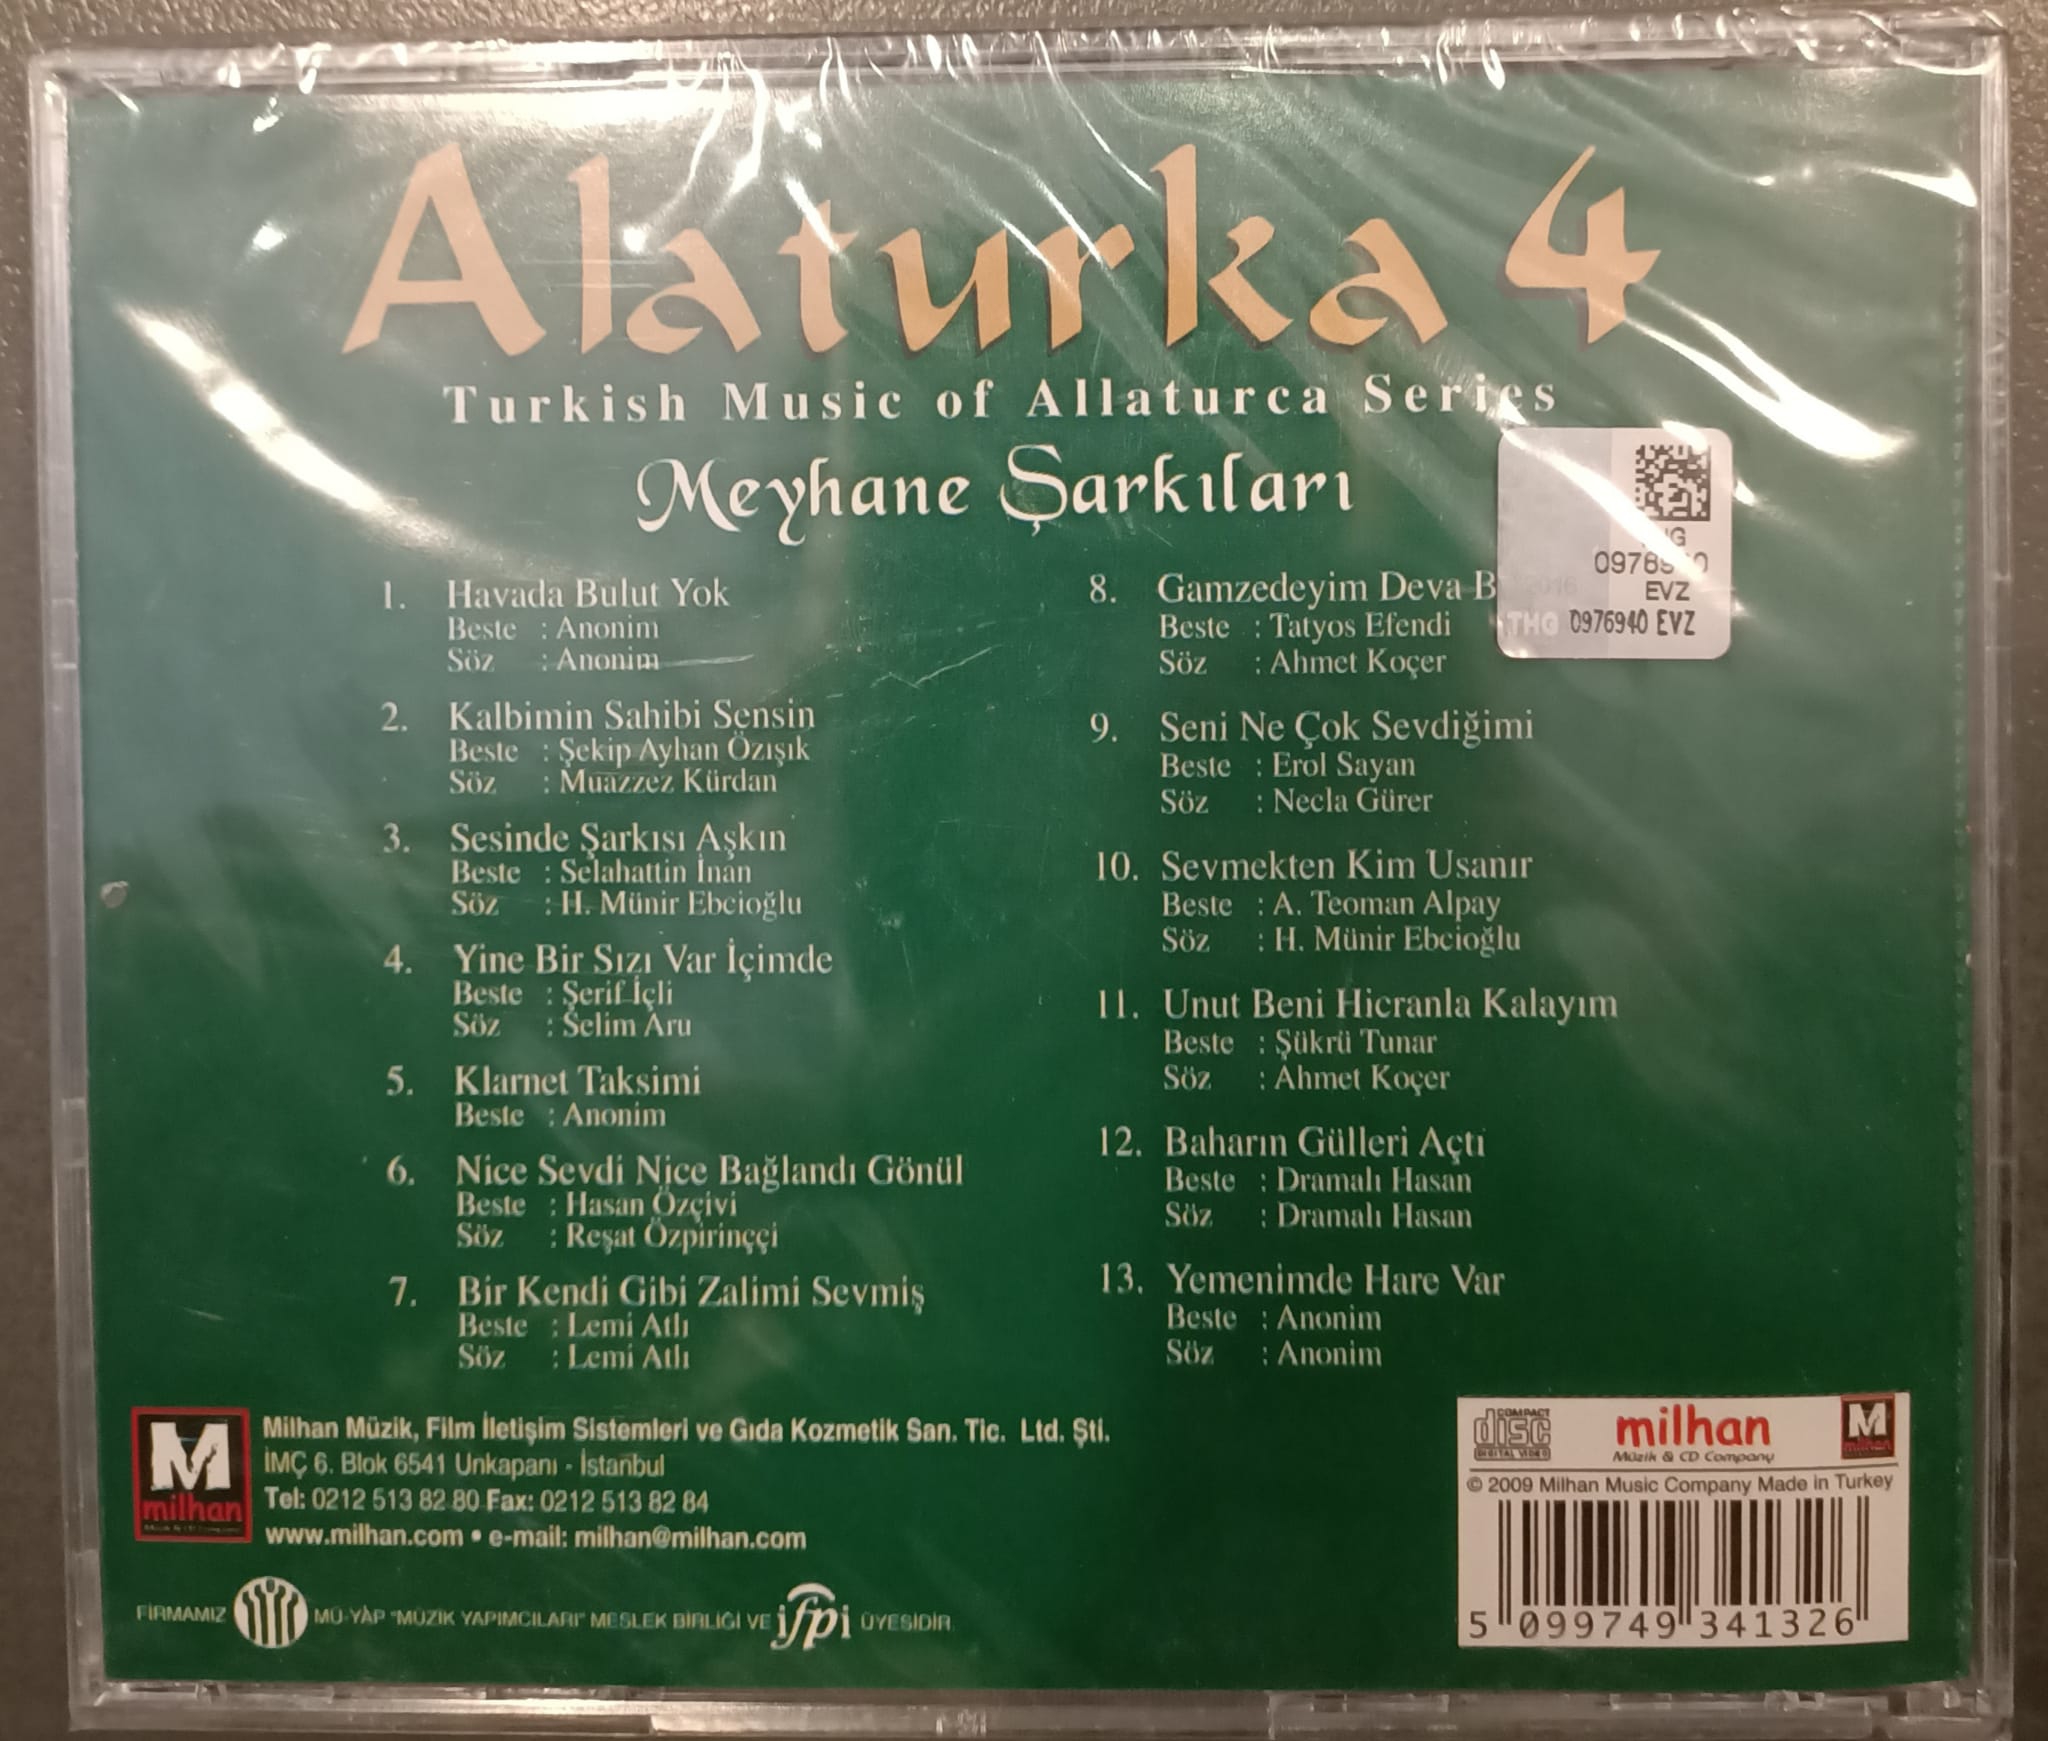 Alaturka 4
Turkish Music of Allaturca Series
Meyhane Şarkıları
1. Havada Bulut Yok
Beste : Anonim
Söz : Anonim
2. Kalbimin Sahibi Sensin
Beste : Şekip Ayhan Özışık
Söz : Muazzez Kürdan
3. Sesinde Şarkısı Aşkın
Beste : Selahattin İnan
Söz : H. Münir Ebcioğlu
4. Yine Bir Sızı Var İçimde
Beste : Şerif İçli
Söz : Selim Aru
5. Klarnet Taksimi
Beste : Anonim
6. Nice Sevdi Nice Bağlandı Gönül
Beste : Hasan Özçivi
Söz : Reşat Özpirinççi
7. Bir Kendi Gibi Zalimi Sevmiş
Beste : Lemi Atlı
Söz : Lemi Atlı
8. Gamzedeyim Deva B
Beste : Tatyos Efendi
Söz : Ahmet Koçer
9. Seni Ne Çok Sevdiğimi
Beste : Erol Sayan
Söz : Necla Gürer
10. Sevmekten Kim Usanır
Beste : A. Teoman Alpay
Söz : H. Münir Ebcioğlu
11. Unut Beni Hicranla Kalayım
Beste : Şükrü Tunar
Söz : Ahmet Koçer
12. Baharın Gülleri Açtı
Beste : Dramalı Hasan
Söz : Dramalı Hasan
13. Yemenimde Hare Var
Beste : Anonim
Söz : Anonim
EVZ
THG 0976940 EVZ
M
milhan
Milhan Müzik, Film İletişim Sistemleri ve Gıda Kozmetik San. Tic. Ltd. Şti.
İMÇ 6. Blok 6541 Unkapanı - İstanbul
Tel: 0212 513 82 80 Fax: 0212 513 82 84
www.milhan.com • e-mail: milhan@milhan.com
FİRMAMIZ MÜ-YAP "MÜZİK YAPIMCILARI" MESLEK BİRLİĞİ VE ifpi ÜYESİDİR.
COMPACT
disc
DIGITAL VIDEO
milhan
Müzik & CD Company
M
milhan
© 2009 Milhan Music Company Made in Turkey
5 099749 341326